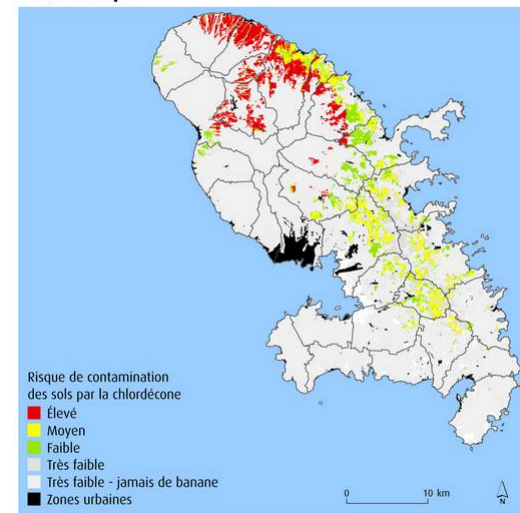 Risque de contamination
des sols par la chlordécone
Élevé
Moyen
Faible
Très faible
Très faible - jamais de banane
Zones urbaines
0 10 km
N